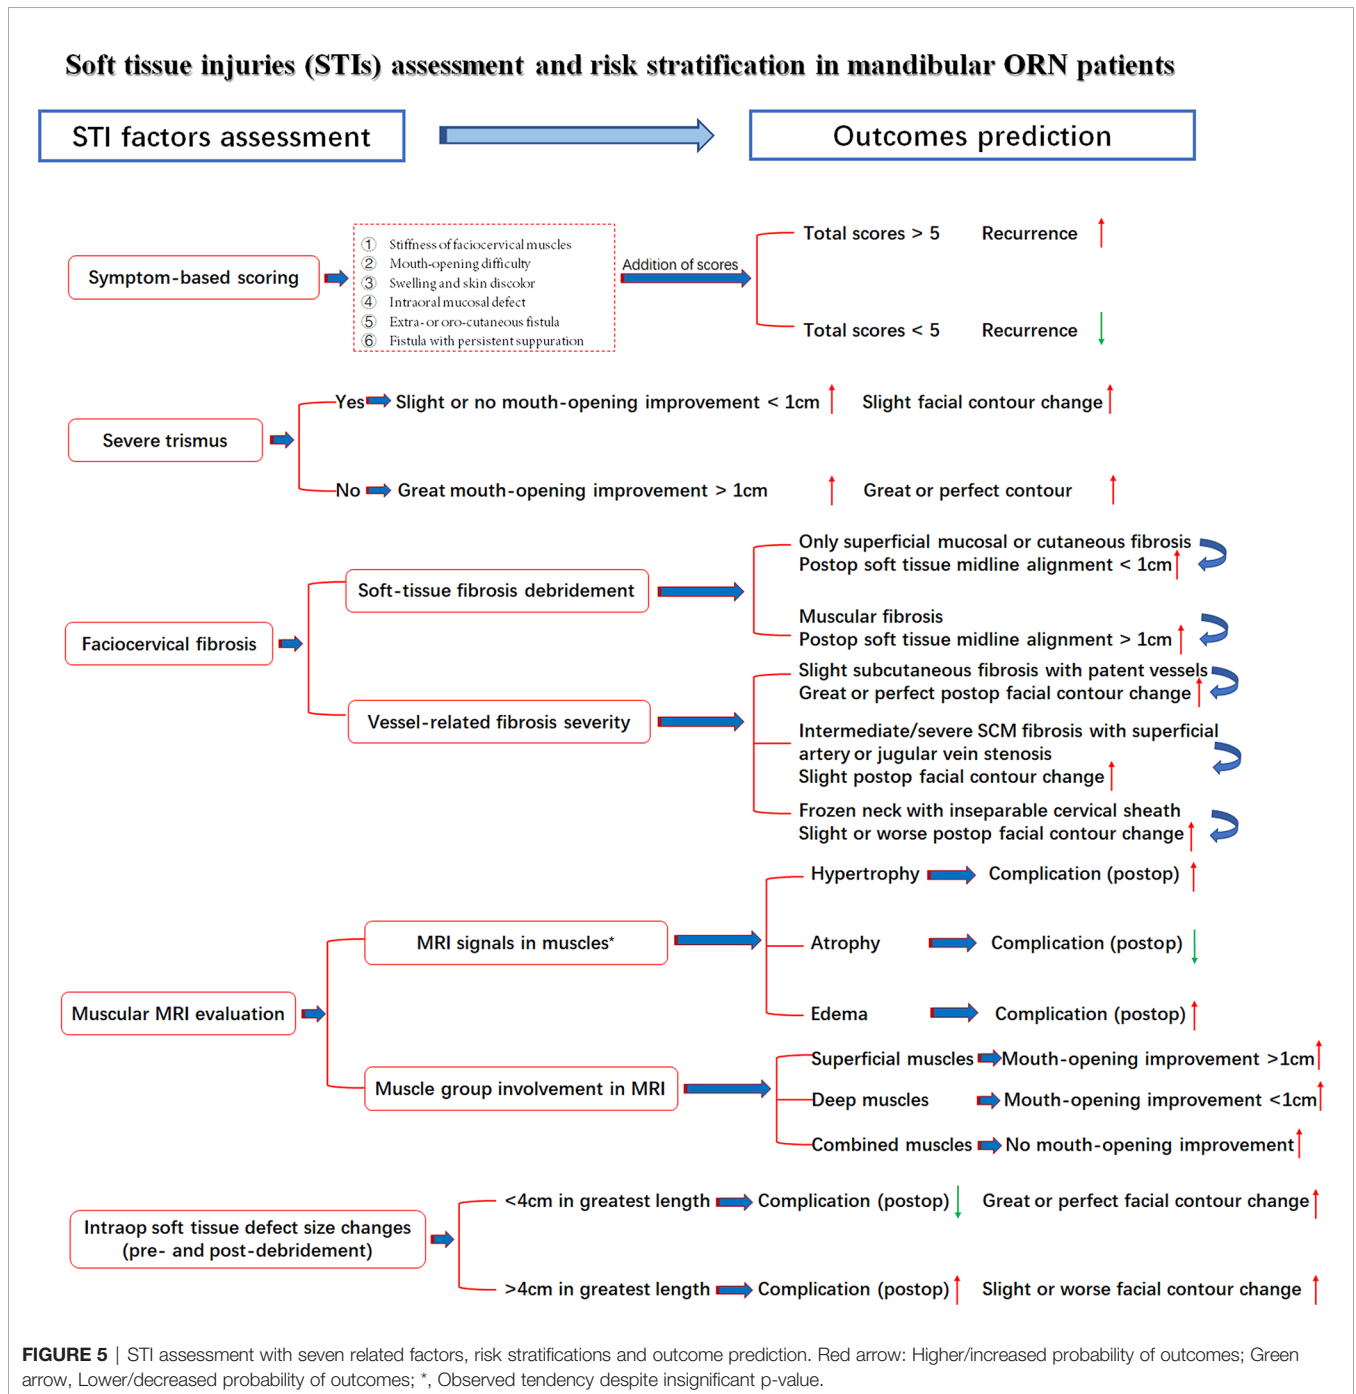 Soft tissue injuries (STIs) assessment and risk stratification in mandibular ORN patients
STI factors assessment
Outcomes prediction
Symptom-based scoring
① Stiffness of faciocervical muscles
② Mouth-opening difficulty
③ Swelling and skin discolor
④ Intraoral mucosal defect
⑤ Extra- or oro-cutaneous fistula
⑥ Fistula with persistent suppuration
Addition of scores
Total scores > 5 Recurrence ↑
Total scores < 5 Recurrence ↓
Severe trismus
Yes Slight or no mouth-opening improvement < 1cm ↑ Slight facial contour change ↑
No Great mouth-opening improvement > 1cm ↑ Great or perfect contour ↑
Faciocervical fibrosis
Soft-tissue fibrosis debridement
Only superficial mucosal or cutaneous fibrosis
Postop soft tissue midline alignment < 1cm ↑
Muscular fibrosis
Postop soft tissue midline alignment > 1cm ↑
Vessel-related fibrosis severity
Slight subcutaneous fibrosis with patent vessels
Great or perfect postop facial contour change ↑
Intermediate/severe SCM fibrosis with superficial
artery or jugular vein stenosis
Slight postop facial contour change ↑
Frozen neck with inseparable cervical sheath
Slight or worse postop facial contour change ↑
Muscular MRI evaluation
MRI signals in muscles*
Hypertrophy Complication (postop) ↑
Atrophy Complication (postop) ↓
Edema Complication (postop) ↑
Muscle group involvement in MRI
Superficial muscles Mouth-opening improvement >1cm ↑
Deep muscles Mouth-opening improvement <1cm ↑
Combined muscles No mouth-opening improvement ↑
Intraop soft tissue defect size changes
(pre- and post-debridement)
<4cm in greatest length Complication (postop) ↓ Great or perfect facial contour change ↑
>4cm in greatest length Complication (postop) ↑ Slight or worse facial contour change ↑
FIGURE 5 | STI assessment with seven related factors, risk stratifications and outcome prediction. Red arrow: Higher/increased probability of outcomes; Green
arrow, Lower/decreased probability of outcomes; *, Observed tendency despite insignificant p-value.